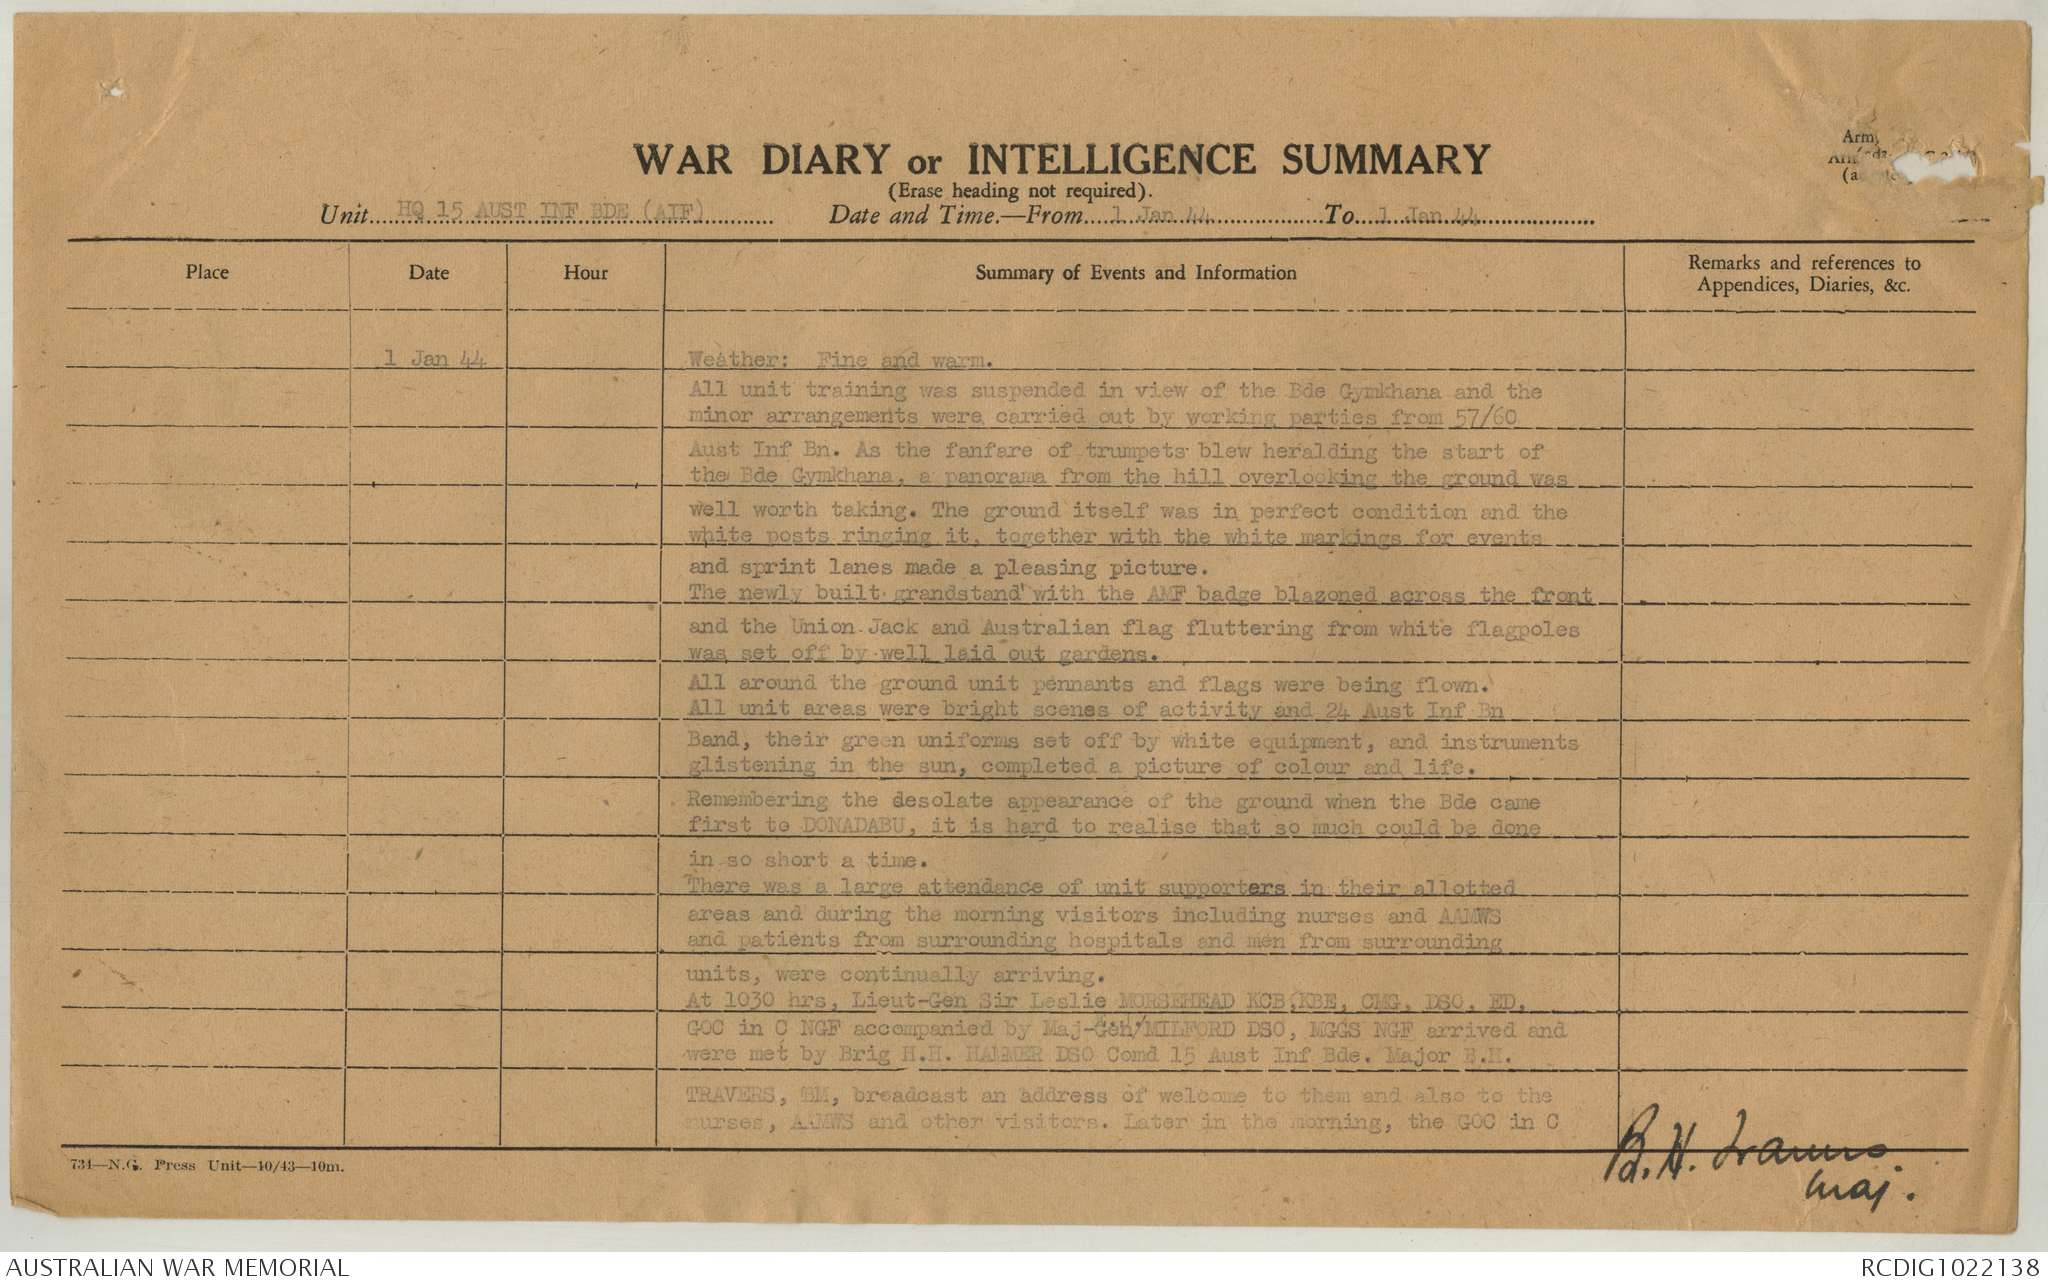 Arm
WAR DIARY or INTELLIGENCE SUMMARY
(Erase heading not required).
Unit HQ 15 AUST INF BDE (AIF) Date and Time.—From 1 Jan 44 To 1 Jan 44
Place Date Hour Summary of Events and Information Remarks and references to Appendices, Diaries, &c.
1 Jan 44 Weather: Fine and warm.
All unit training was suspended in view of the Bde Gymkhana and the
minor arrangements were carried out by working parties from 57/60
Aust Inf Bn. As the fanfare of trumpets blew heralding the start of
the Bde Gymkhana, a panorama from the hill overlooking the ground was
well worth taking. The ground itself was in perfect condition and the
white posts ringing it, together with the white markings for events
and sprint lanes made a pleasing picture.
The newly built grandstand with the AMF badge blazoned across the front
and the Union Jack and Australian flag fluttering from white flagpoles
was set off by well laid out gardens.
All around the ground unit pennants and flags were being flown.
All unit areas were bright scenes of activity and 24 Aust Inf Bn
Band, their green uniforms set off by white equipment, and instruments
glistening in the sun, completed a picture of colour and life.
Remembering the desolate appearance of the ground when the Bde came
first to DONADABU, it is hard to realise that so much could be done
in so short a time.
There was a large attendance of unit supporters in their allotted
areas and during the morning visitors including nurses and AAMWS
and patients from surrounding hospitals and men from surrounding
units, were continually arriving.
At 1030 hrs, Lieut-Gen Sir Leslie MORSEHEAD KCB,KBE, CMG, DSO, ED,
GOC in C NGF accompanied by Maj-Gen MILFORD DSO, MGGS NGF arrived and
were met by Brig H.H. HAMMER DSO Comd 15 Aust Inf Bde. Major B.H.
TRAVERS, BM, broadcast an address of welcome to them and also to the
nurses, AAMWS and other visitors. Later in the morning, the GOC in C
B. H. Travers.
Maj.
734—N.G. Press Unit—10/43—10m.
AUSTRALIAN WAR MEMORIAL RCDIG1022138